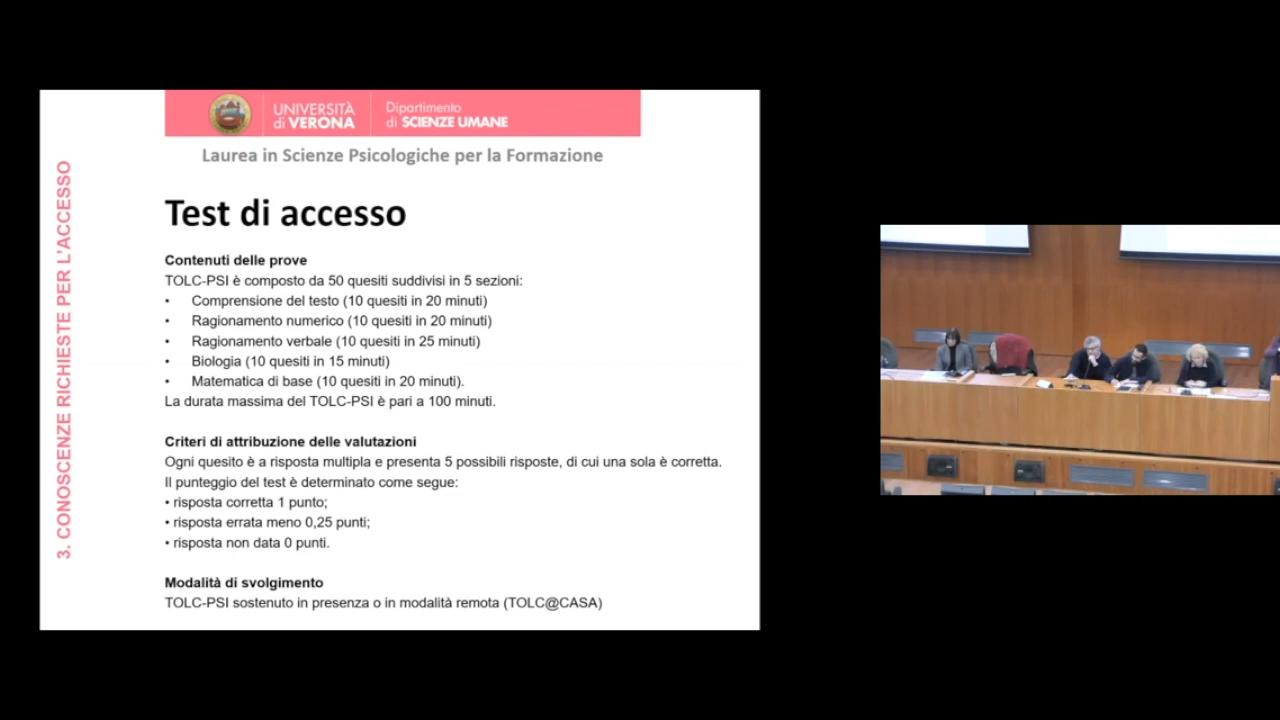 UNIVERSITÀ
di VERONA
Dipartimento
di SCIENZE UMANE
Laurea in Scienze Psicologiche per la Formazione
3. CONOSCENZE RICHIESTE PER L'ACCESSO
Test di accesso
Contenuti delle prove
TOLC-PSI è composto da 50 quesiti suddivisi in 5 sezioni:
• Comprensione del testo (10 quesiti in 20 minuti)
• Ragionamento numerico (10 quesiti in 20 minuti)
• Ragionamento verbale (10 quesiti in 25 minuti)
• Biologia (10 quesiti in 15 minuti)
• Matematica di base (10 quesiti in 20 minuti).
La durata massima del TOLC-PSI è pari a 100 minuti.
Criteri di attribuzione delle valutazioni
Ogni quesito è a risposta multipla e presenta 5 possibili risposte, di cui una sola è corretta.
Il punteggio del test è determinato come segue:
• risposta corretta 1 punto;
• risposta errata meno 0,25 punti;
• risposta non data 0 punti.
Modalità di svolgimento
TOLC-PSI sostenuto in presenza o in modalità remota (TOLC@CASA)